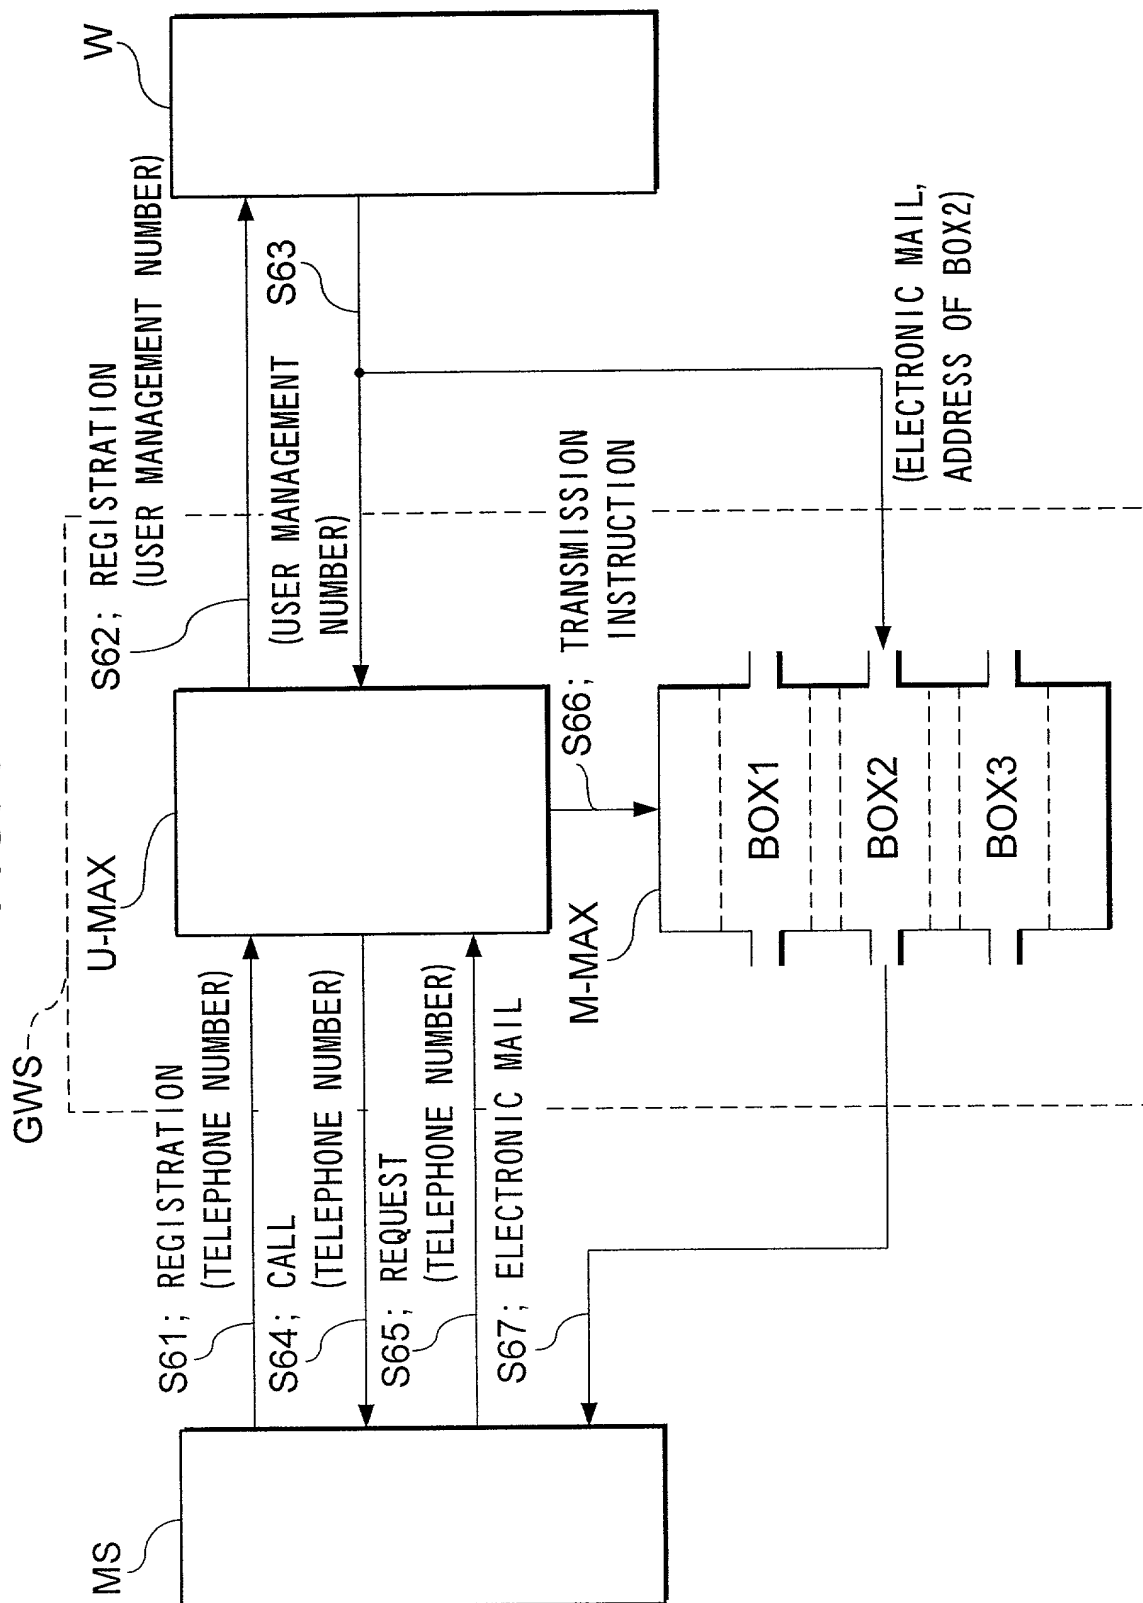 GWS
MS
U-MAX
W
S61; REGISTRATION
(TELEPHONE NUMBER)
S62; REGISTRATION
(USER MANAGEMENT NUMBER)
S64; CALL
(TELEPHONE NUMBER)
(USER MANAGEMENT
NUMBER)
S63
S65; REQUEST
(TELEPHONE NUMBER)
S67; ELECTRONIC MAIL
S66; TRANSMISSION
INSTRUCTION
M-MAX
BOX1
BOX2
BOX3
(ELECTRONIC MAIL,
ADDRESS OF BOX2)